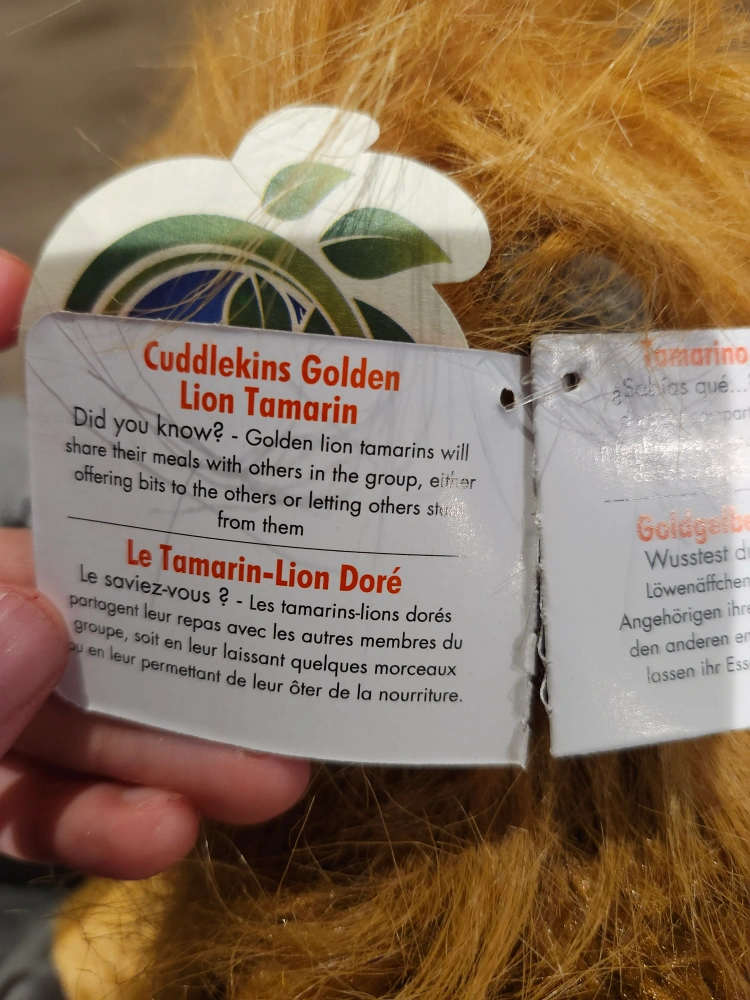 Cuddlekins Golden
Lion Tamarin
Did you know? - Golden lion tamarins will
share their meals with others in the group, either
offering bits to the others or letting others
from them
Le Tamarin-Lion Doré
Le saviez-vous ? - Les tamarins-lions dorés
partagent leur repas avec les autres membres du
groupe, soit en leur laissant quelques morceaux
ou en leur permettant de leur ôter de la nourriture.
Tamarino
¿Sabías qué...?
Wusstest
Löwenäffchen
Angehörigen ihre
den anderen
lassen ihr